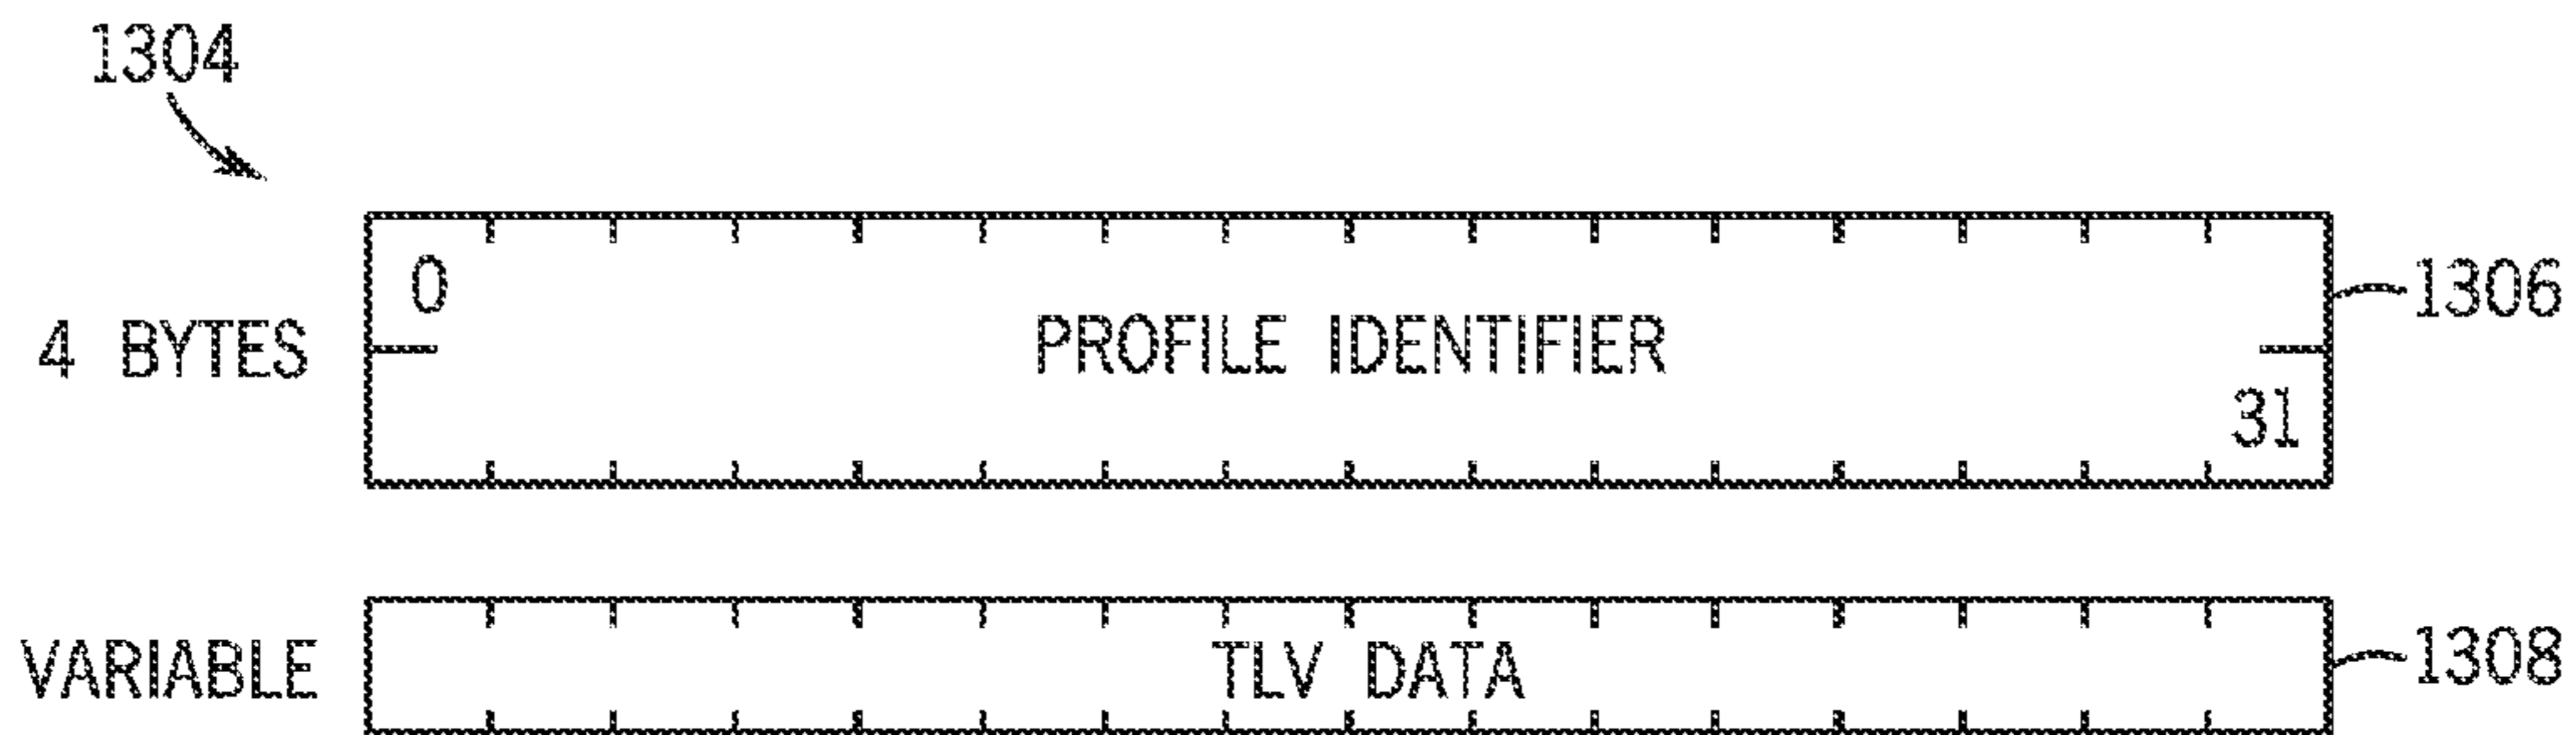 1304
0
4 BYTES PROFILE IDENTIFIER 1306
31
VARIABLE TLV DATA 1308